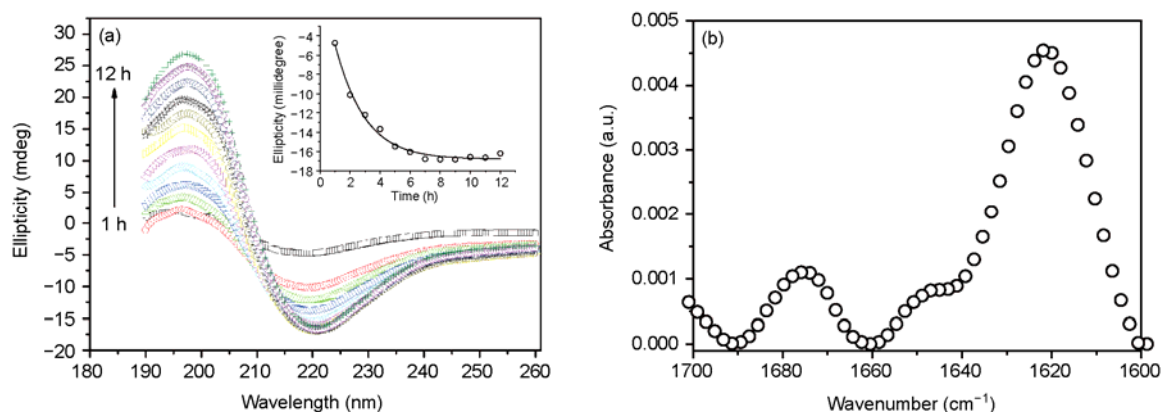 (a)
Ellipticity (mdeg)
30
25
20
15
10
5
0
−5
−10
−15
−20
12 h
1 h
180 190 200 210 220 230 240 250 260
Wavelength (nm)
Ellipticity (millidegree)
−4
−6
−8
−10
−12
−14
−16
−18
0 2 4 6 8 10 12
Time (h)
(b)
Absorbance (a.u.)
0.005
0.004
0.003
0.002
0.001
0.000
1700 1680 1660 1640 1620 1600
Wavenumber (cm⁻¹)